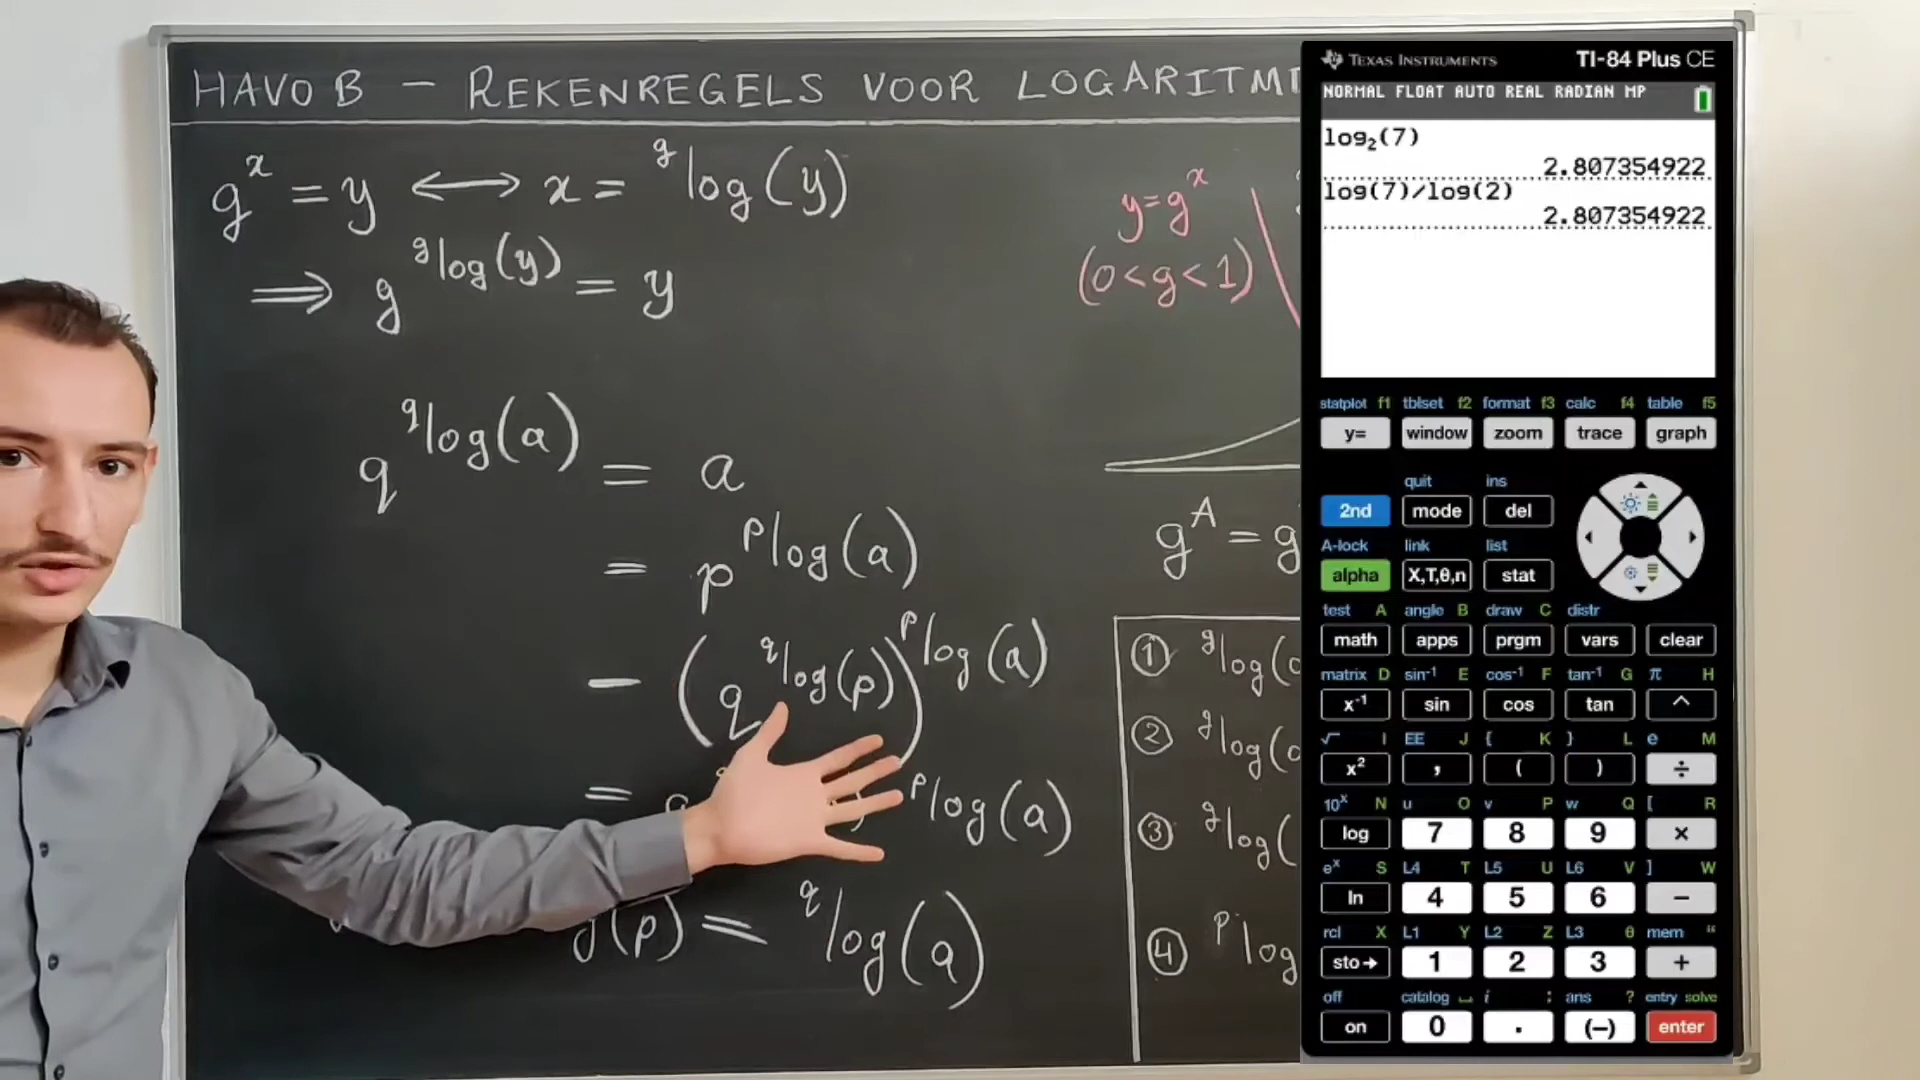 HAVO B – REKENREGELS VOOR LOGARITM
g^x = y ⟷ x = ^g log(y)
⟹ g^{^g log(y)} = y
q^{^q log(a)} = a
= p^{^p log(a)}
= (q^{^q log(p)})^{^p log(a)}
= ^p log(a)
(p) = ^q log(a)
y = g^x
(0 < g < 1)
g^A = g
① ^g log(
② ^g log(
③ ^g log(
④ ^p log
TEXAS INSTRUMENTS TI-84 Plus CE
NORMAL FLOAT AUTO REAL RADIAN MP
log₂(7)
2.807354922
log(7)/log(2)
2.807354922
statplot f1 tblset f2 format f3 calc f4 table f5
y= window zoom trace graph
quit ins
2nd mode del
A-lock link list
alpha X,T,θ,n stat
test A angle B draw C distr
math apps prgm vars clear
matrix D sin⁻¹ E cos⁻¹ F tan⁻¹ G π H
x⁻¹ sin cos tan ^
√ I EE J { K } L e M
x² , ( ) ÷
10ˣ N u O v P w Q [ R
log 7 8 9 ×
eˣ S L4 T L5 U L6 V ] W
ln 4 5 6 −
rcl X L1 Y L2 Z L3 θ mem "
sto→ 1 2 3 +
off catalog ⎵ i : ans ? entry solve
on 0 . (–) enter